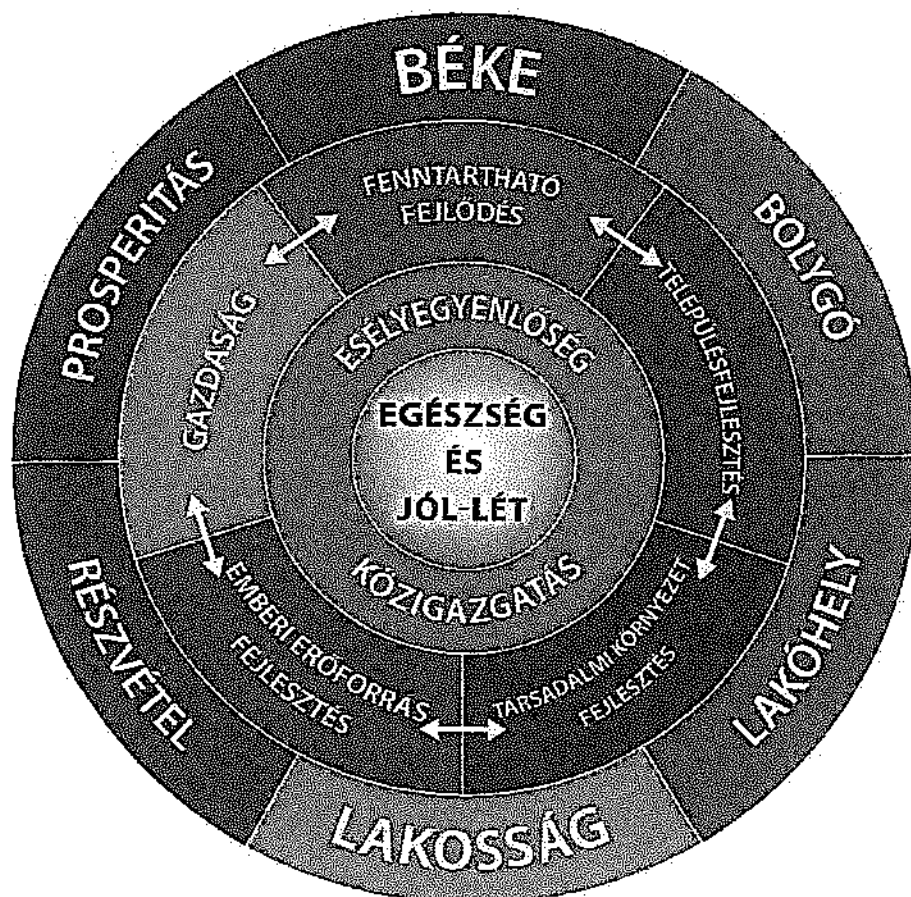 BÉKE
BOLYGÓ
LAKÓHELY
LAKOSSÁG
RÉSZVÉTEL
PROSPERITÁS
FENNTARTHATÓ
FEJLŐDÉS
TELEPÜLÉSFEJLESZTÉS
TÁRSADALMI KÖRNYEZET
FEJLESZTÉS
EMBERI ERŐFORRÁS
FEJLESZTÉS
GAZDASÁG
ESÉLYEGYENLŐSÉG
KÖZIGAZGATÁS
EGÉSZSÉG
ÉS
JÓL-LÉT